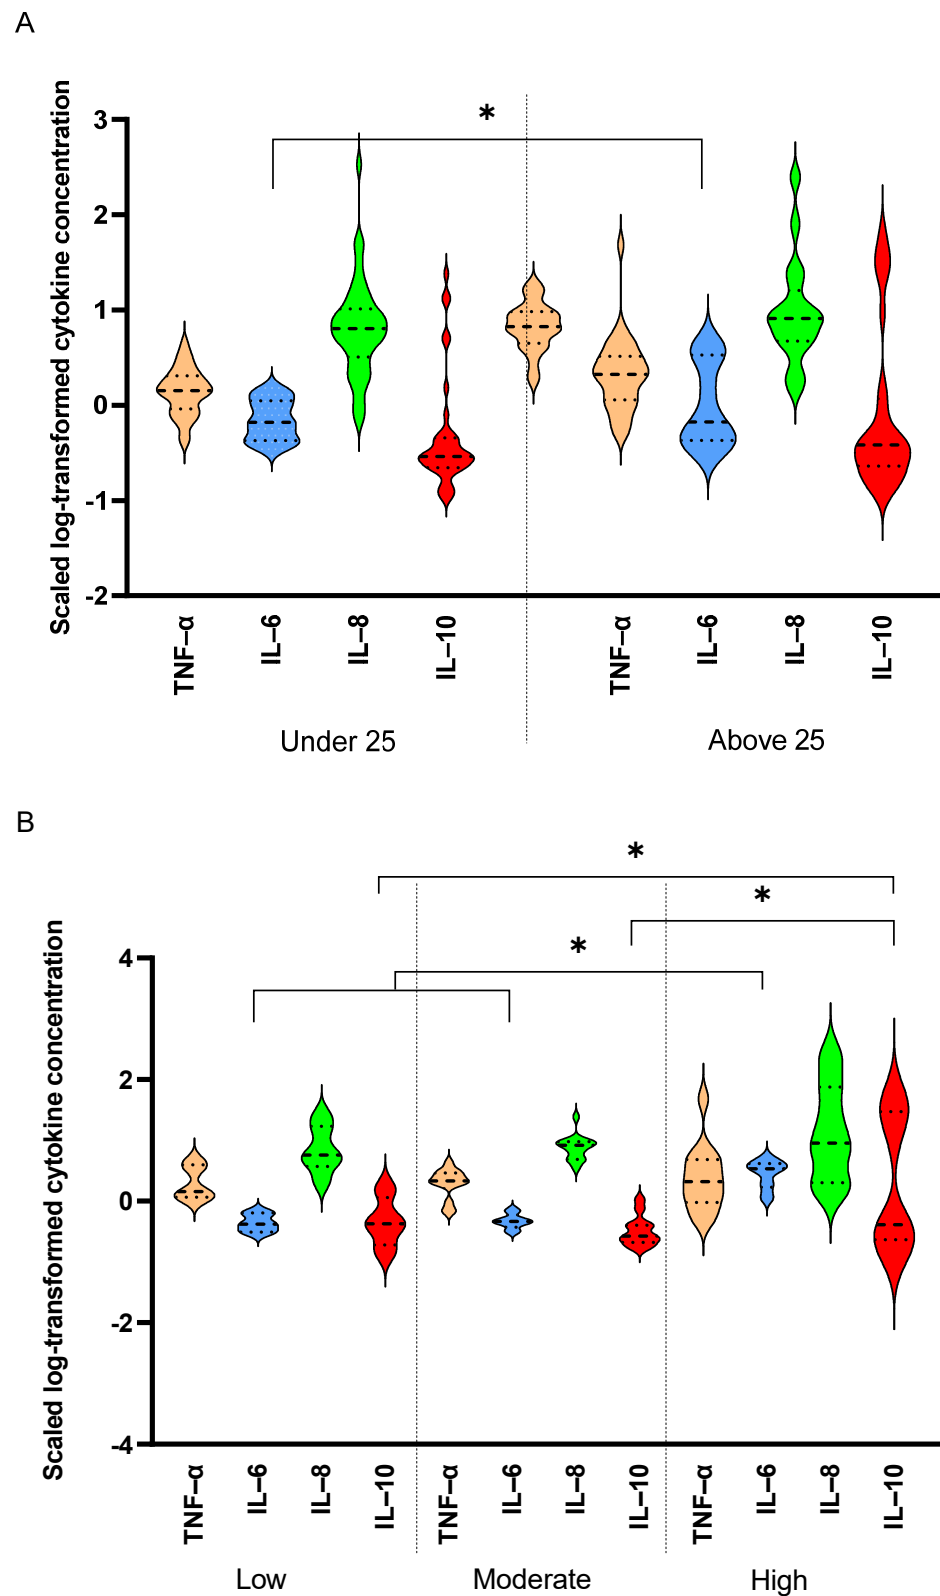 A
Scaled log-transformed cytokine concentration
3
2
1
0
-1
-2
*
TNF–α
IL–6
IL–8
IL–10
TNF–α
IL–6
IL–8
IL–10
Under 25
Above 25
B
Scaled log-transformed cytokine concentration
4
2
0
-2
-4
*
*
*
TNF–α
IL–6
IL–8
IL–10
TNF–α
IL–6
IL–8
IL–10
TNF–α
IL–6
IL–8
IL–10
Low
Moderate
High